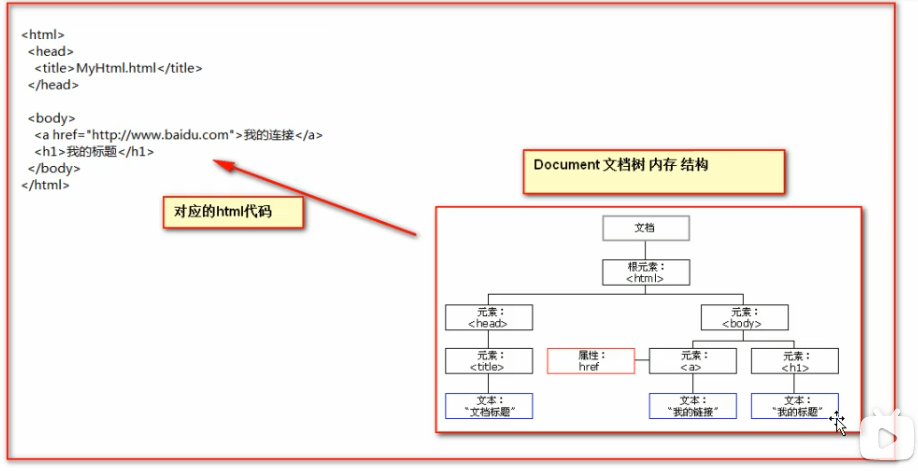 <html>
<head>
<title>MyHtml.html</title>
</head>
<body>
<a href="http://www.baidu.com">我的连接</a>
<h1>我的标题</h1>
</body>
</html>
对应的html代码
Document 文档树 内存 结构
文档
根元素：
<html>
元素：
<head>
元素：
<body>
元素：
<title>
属性：
href
元素：
<a>
元素：
<h1>
文本：
“文档标题”
文本：
“我的链接”
文本：
“我的标题”